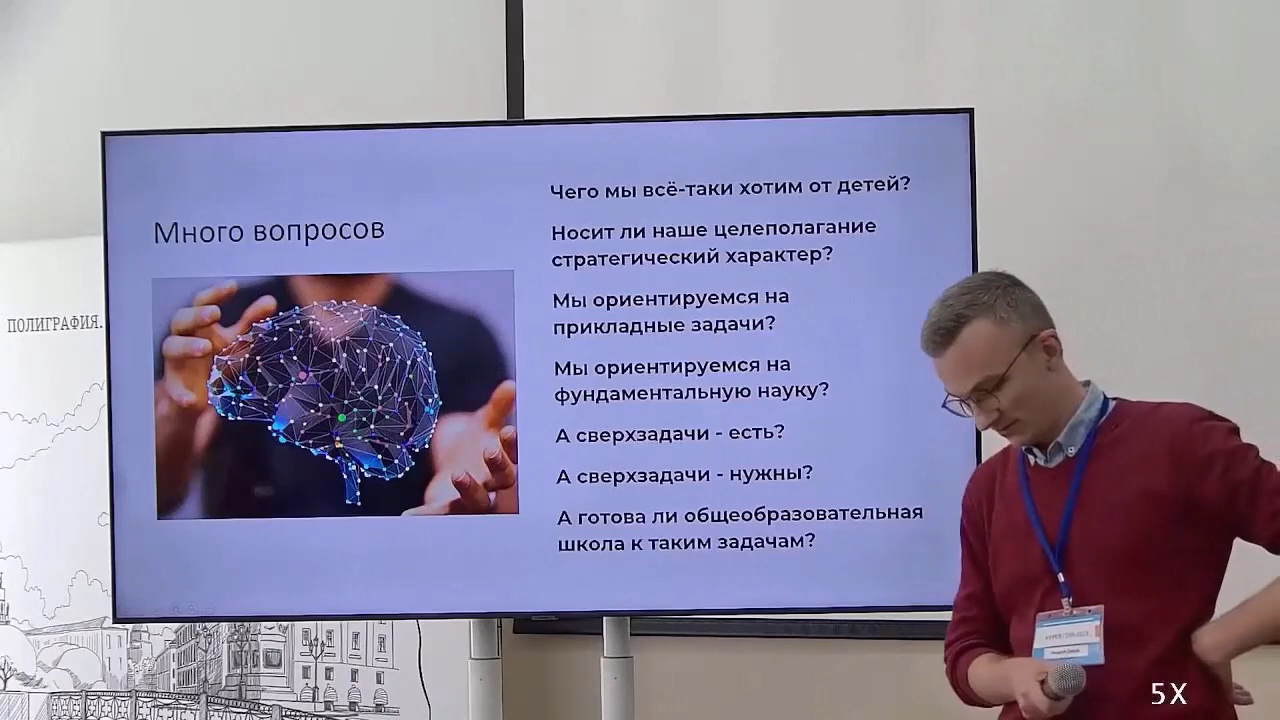 Чего мы всё-таки хотим от детей?
Много вопросов
Носит ли наше целеполагание
стратегический характер?
Мы ориентируемся на
прикладные задачи?
Мы ориентируемся на
фундаментальную науку?
А сверхзадачи - есть?
А сверхзадачи - нужны?
А готова ли общеобразовательная
школа к таким задачам?
ПОЛИГРАФИЯ.
5X